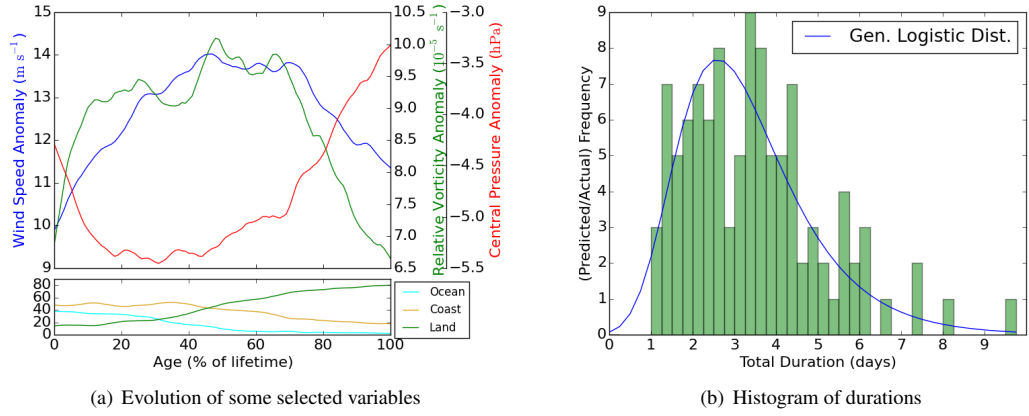 Wind Speed Anomaly (m s⁻¹)
15
14
13
12
11
10
9
10.5
10.0
9.5
9.0
8.5
8.0
7.5
7.0
6.5
Relative Vorticity Anomaly (10⁻⁵ s⁻¹)
−3.0
−3.5
−4.0
−4.5
−5.0
−5.5
Central Pressure Anomaly (hPa)
80
60
40
20
0
0 20 40 60 80 100
Age (% of lifetime)
Ocean
Coast
Land
(a) Evolution of some selected variables
(Predicted/Actual) Frequency
9
8
7
6
5
4
3
2
1
0
Gen. Logistic Dist.
0 1 2 3 4 5 6 7 8 9
Total Duration (days)
(b) Histogram of durations